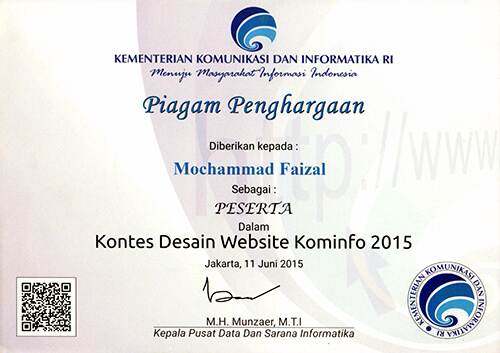 KEMENTERIAN KOMUNIKASI DAN INFORMATIKA RI
Menuju Masyarakat Informasi Indonesia
Piagam Penghargaan
http://www
Diberikan kepada :
Mochammad Faizal
Sebagai :
PESERTA
Dalam
Kontes Desain Website Kominfo 2015
Jakarta, 11 Juni 2015
M.H. Munzaer, M.T.I
Kepala Pusat Data Dan Sarana Informatika
KEMENTERIAN KOMUNIKASI DAN INFORMATIKA RI